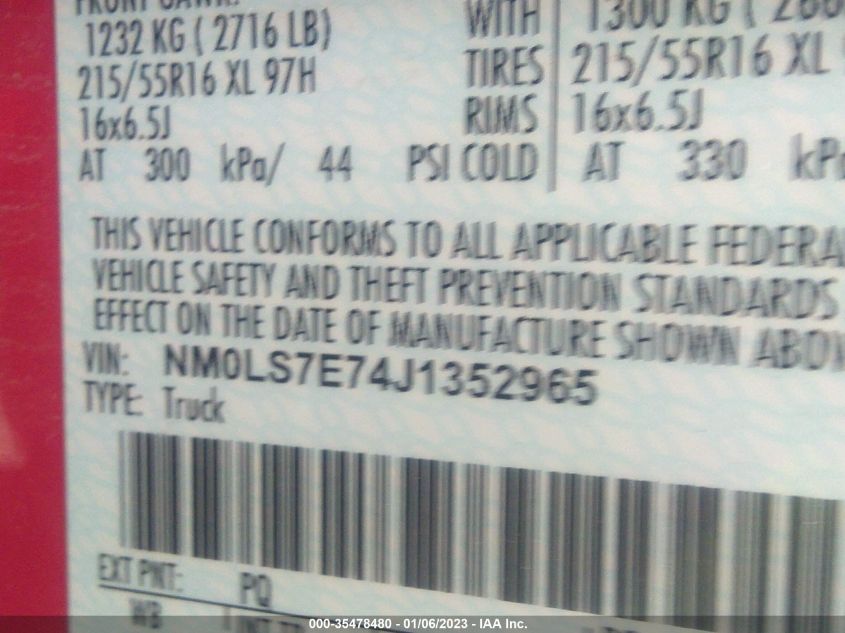 1232 KG ( 2716 LB) WITH 1300 KG (
215/55R16 XL 97H TIRES 215/55R16 XL
16x6.5J RIMS 16x6.5J
AT 300 kPa/ 44 PSI COLD AT 330
THIS VEHICLE CONFORMS TO ALL APPLICABLE
VEHICLE SAFETY AND THEFT PREVENTION STANDARDS
EFFECT ON THE DATE OF MANUFACTURE SHOWN
VIN: NM0LS7E74J1352965
TYPE: Truck
EXT PNT: PQ
WB
000-35478480 - 01/06/2023 - IAA Inc.